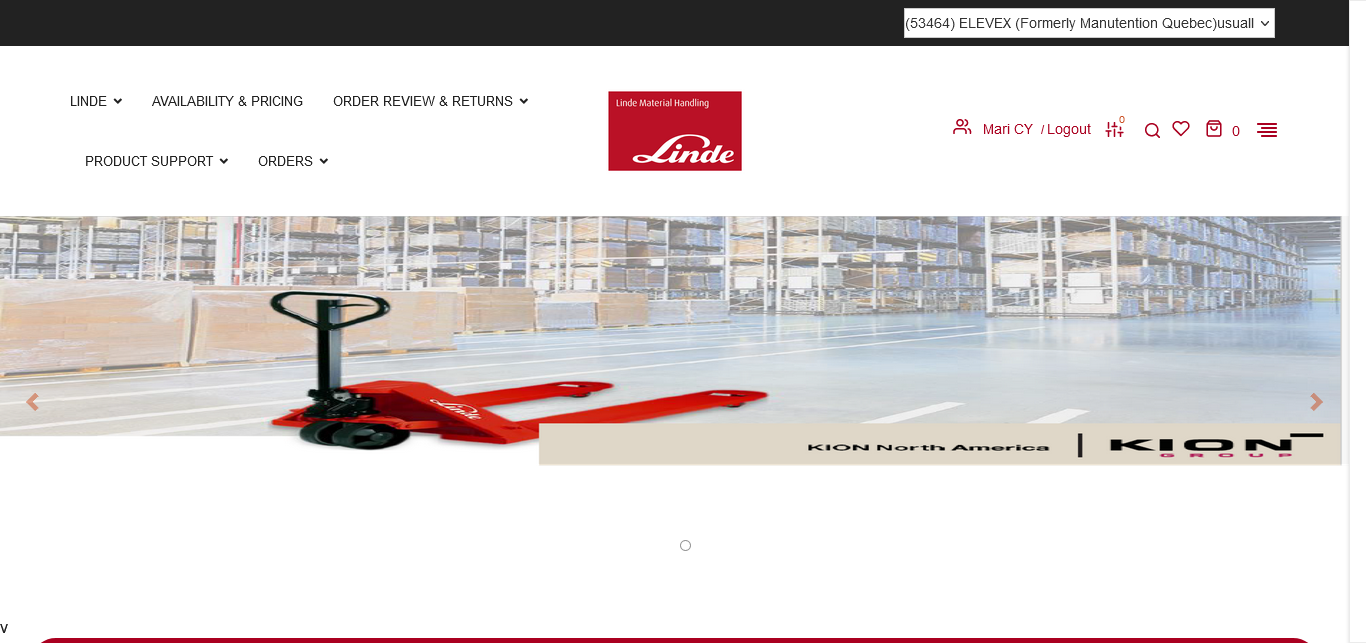 (53464) ELEVEX (Formerly Manutention Quebec)usuall
LINDE AVAILABILITY & PRICING ORDER REVIEW & RETURNS
PRODUCT SUPPORT ORDERS
Linde Material Handling
Linde
Mari CY / Logout 0 0
Linde
KION North America | KION
GROUP
v